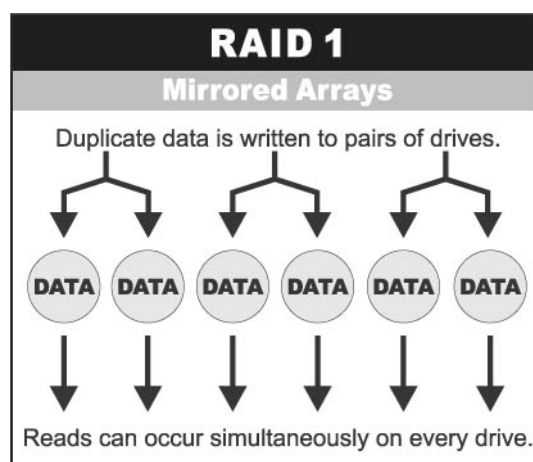 RAID 1
Mirrored Arrays
Duplicate data is written to pairs of drives.
DATA DATA DATA DATA DATA DATA
Reads can occur simultaneously on every drive.